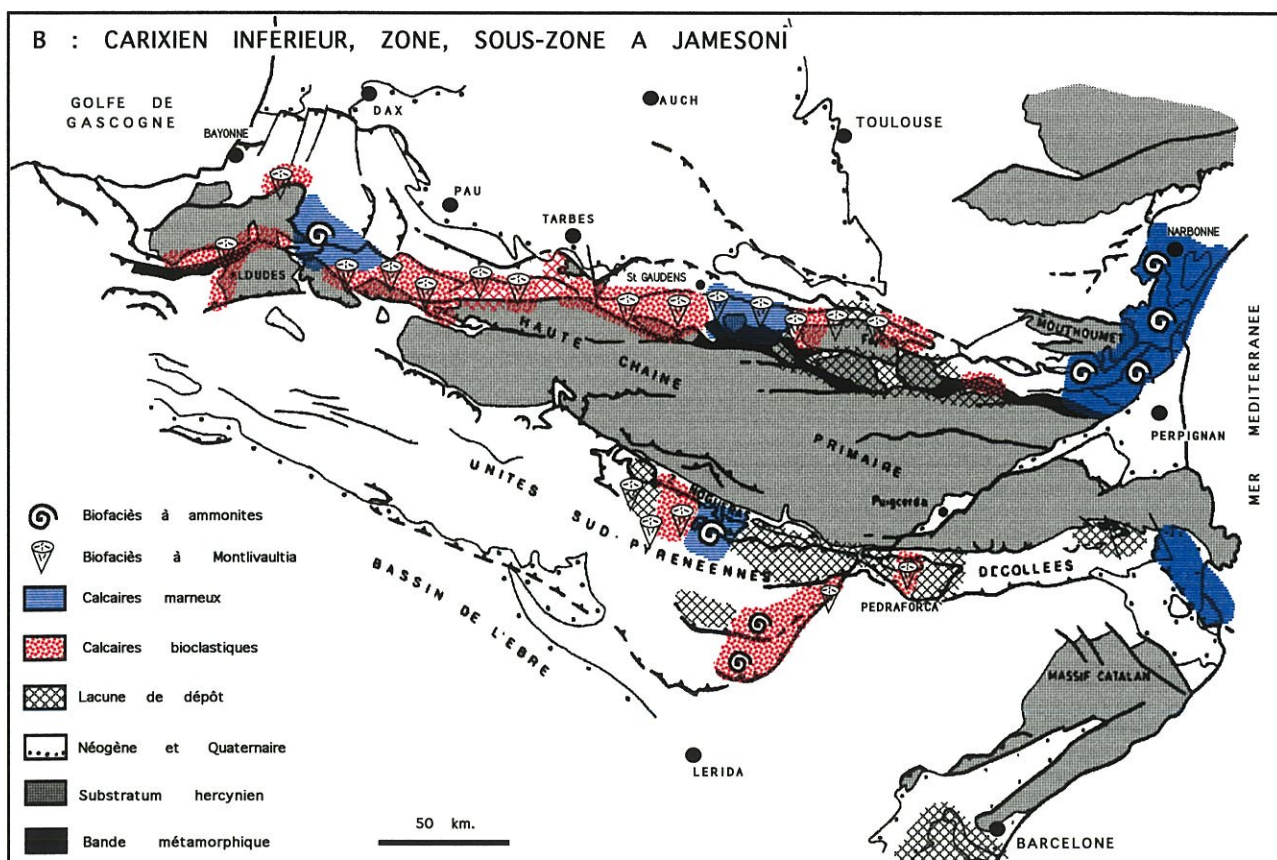 B : CARIXIEN INFERIEUR, ZONE, SOUS-ZONE A JAMESONI
GOLFE DE
GASCOGNE
BAYONNE
DAX
AUCH
TOULOUSE
PAU
TARBES
St. GAUDENS
NARBONNE
ALDUDES
MOUTHOUMET
HAUTE
CHAINE
PRIMAIRE
PERPIGNAN
MER MEDITERRANEE
UNITES
SUD-PYRENEENNES
DECOLLEES
NOGUERAS
Puigcerda
PEDRAFORCA
BASSIN DE L'EBRE
MASSIF CATALAN
LERIDA
BARCELONE
Biofaciès à ammonites
Biofaciès à Montlivaultia
Calcaires marneux
Calcaires bioclastiques
Lacune de dépôt
Néogène et Quaternaire
Substratum hercynien
Bande métamorphique
50 km.